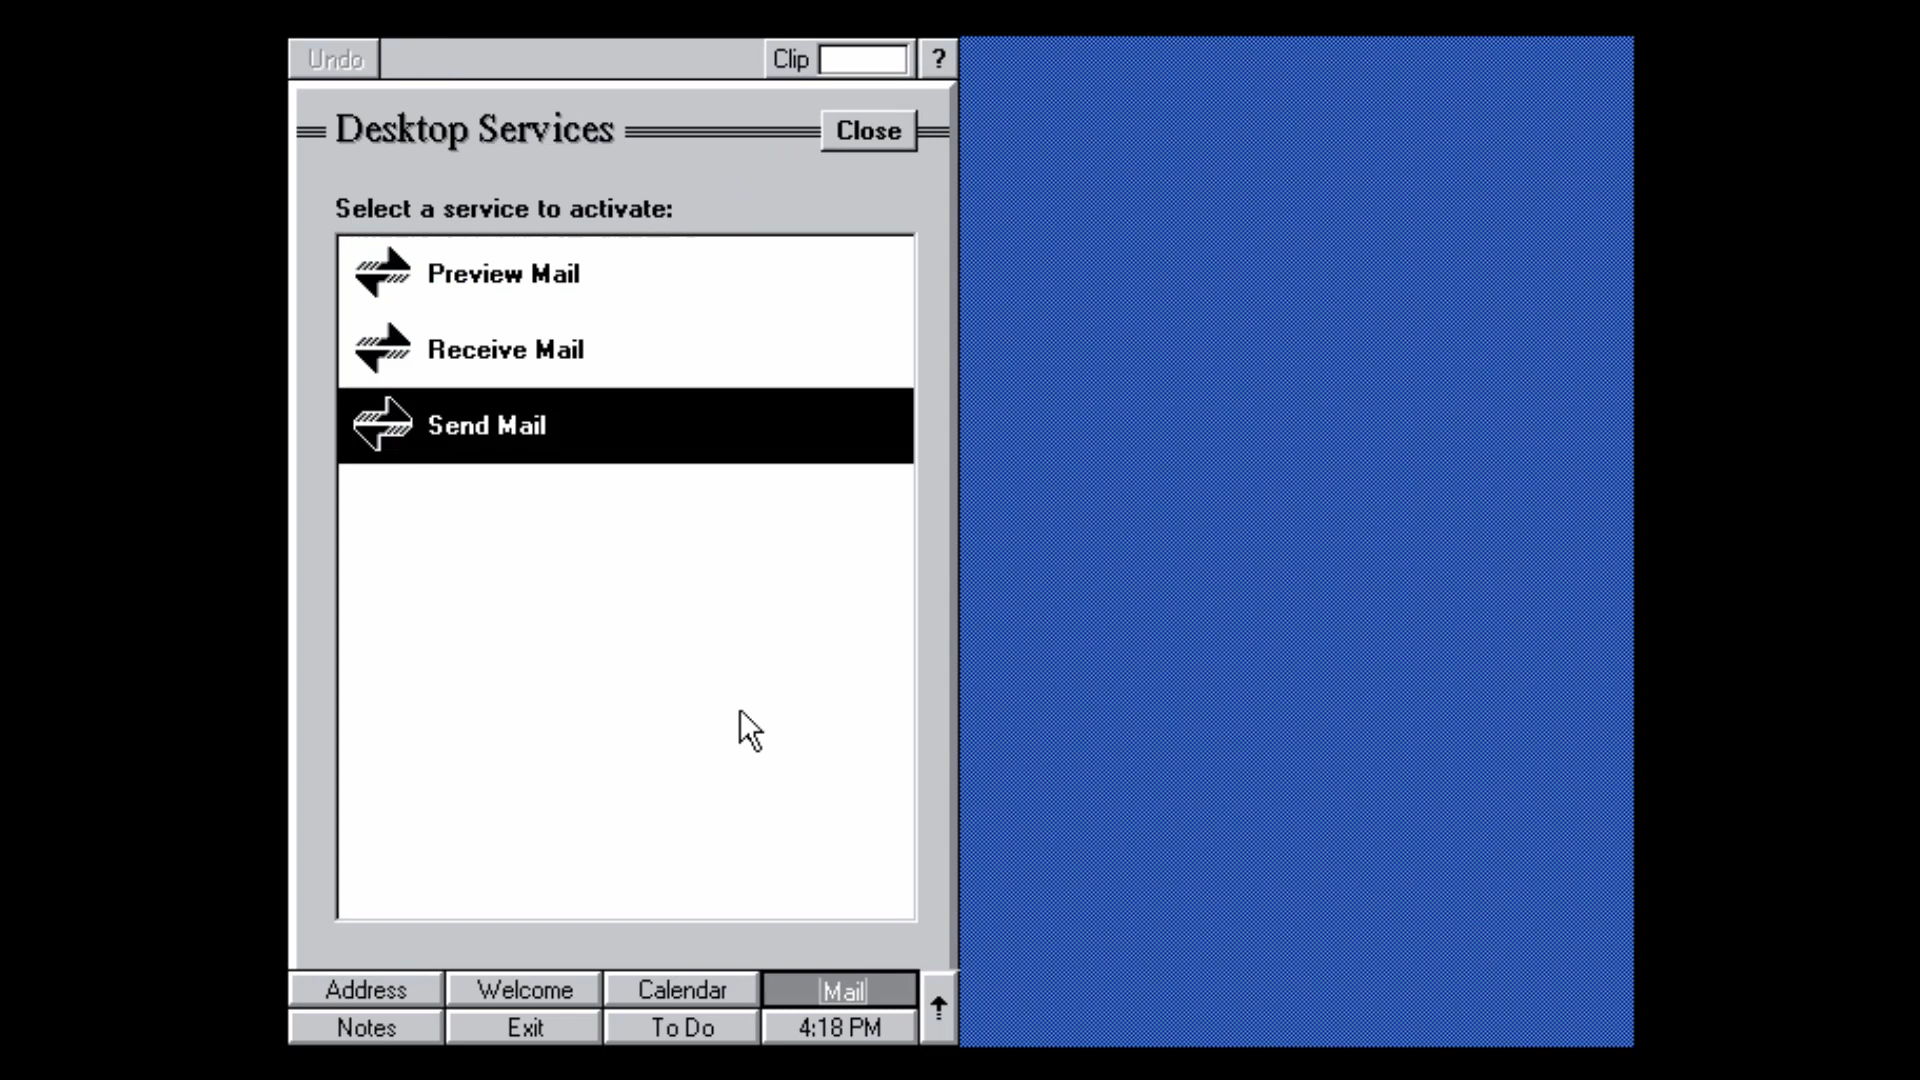 Undo Clip ?
Desktop Services Close
Select a service to activate:
Preview Mail
Receive Mail
Send Mail
Address Welcome Calendar Mail
Notes Exit To Do 4:18 PM